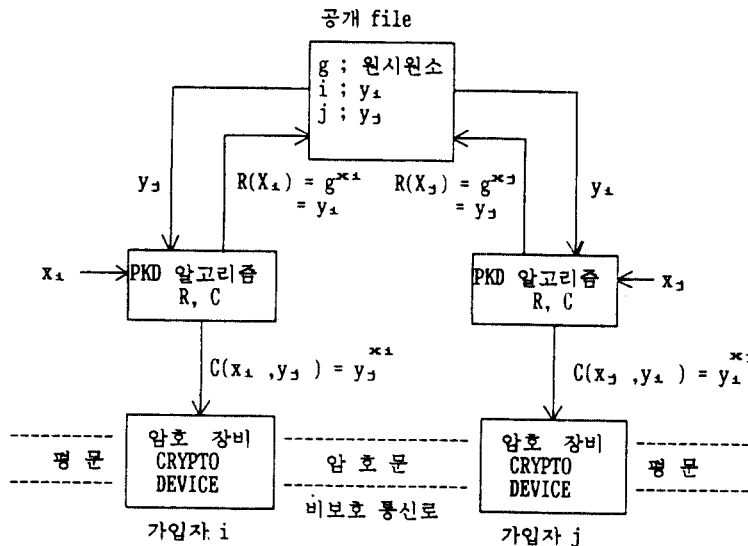 공개 file
g ; 원시원소
i ; yᵢ
j ; yⱼ
yⱼ
R(Xᵢ) = g^xᵢ
= yᵢ
R(Xⱼ) = g^xⱼ
= yⱼ
yᵢ
xᵢ
PKD 알고리즘
R, C
PKD 알고리즘
R, C
xⱼ
C(xᵢ ,yⱼ ) = yⱼ^xᵢ
C(xⱼ ,yᵢ ) = yᵢ^xⱼ
평 문
암호 장비
CRYPTO
DEVICE
암 호 문
비보호 통신로
암호 장비
CRYPTO
DEVICE
평 문
가입자 i
가입자 j